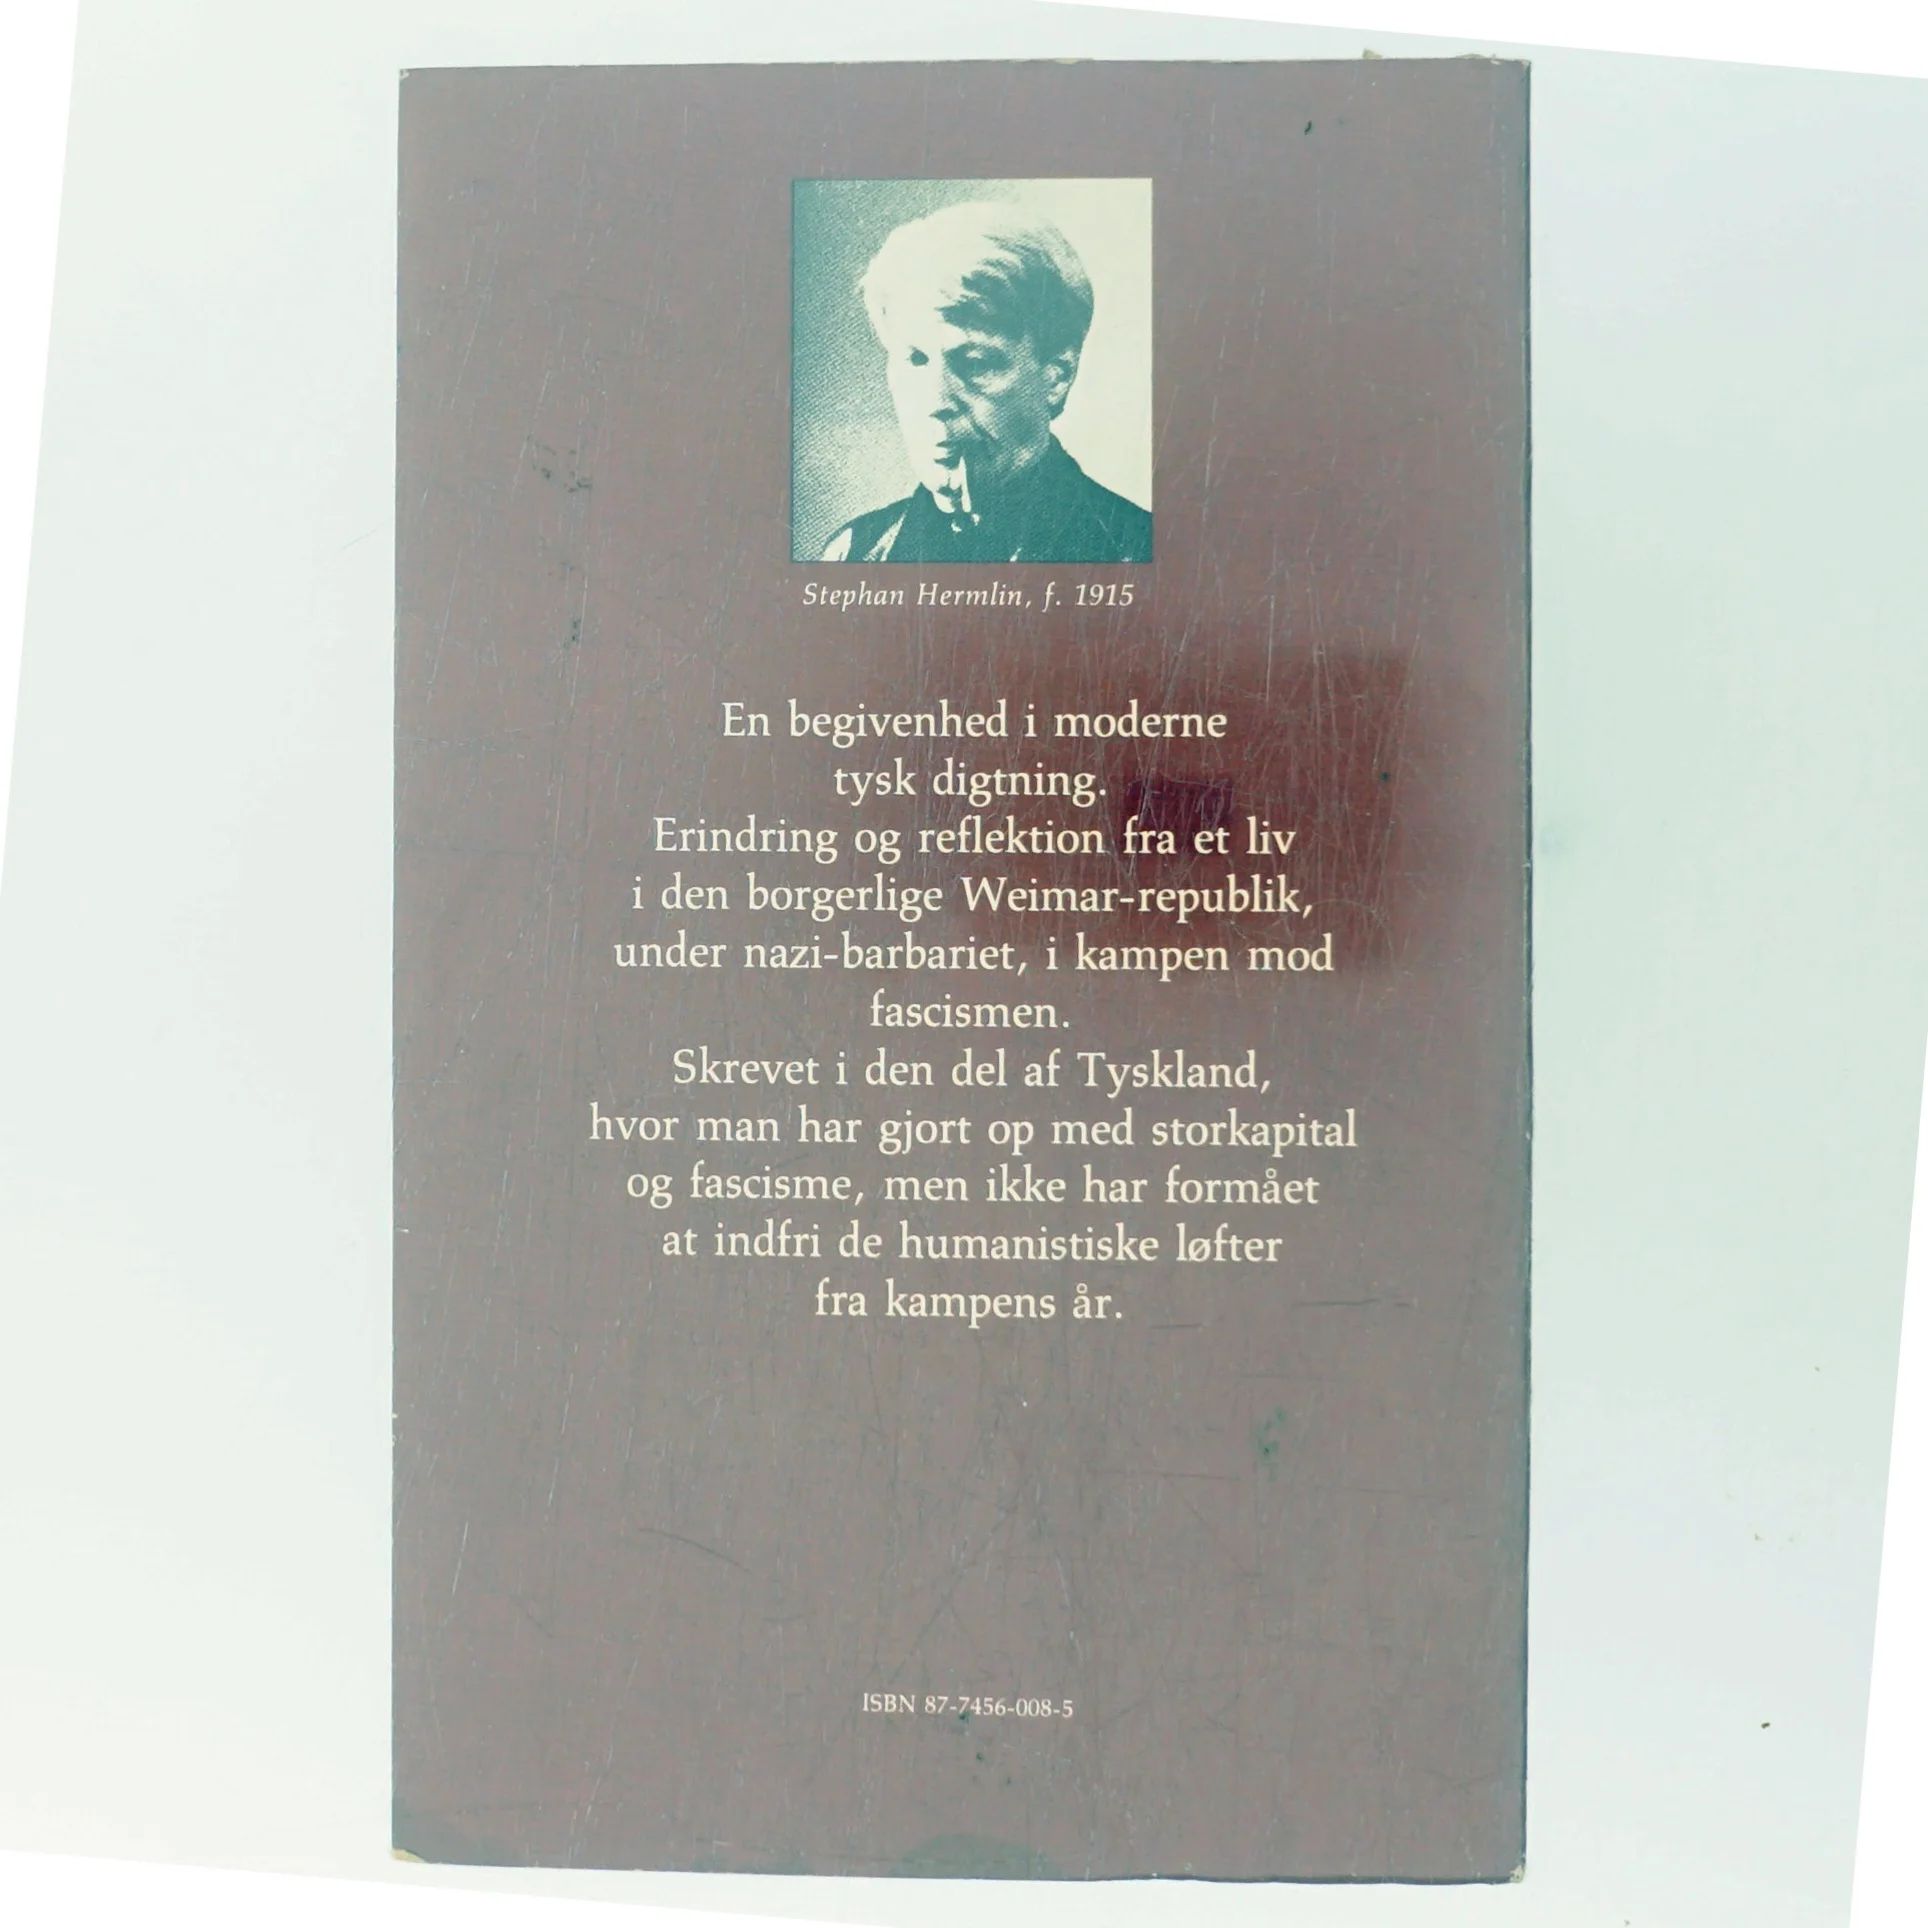 Stephan Hermlin, f. 1915
En begivenhed i moderne
tysk digtning.
Erindring og reflektion fra et liv
i den borgerlige Weimar-republik,
under nazi-barbariet, i kampen mod
fascismen.
Skrevet i den del af Tyskland,
hvor man har gjort op med storkapital
og fascisme, men ikke har formået
at indfri de humanistiske løfter
fra kampens år.
ISBN 87-7456-008-5